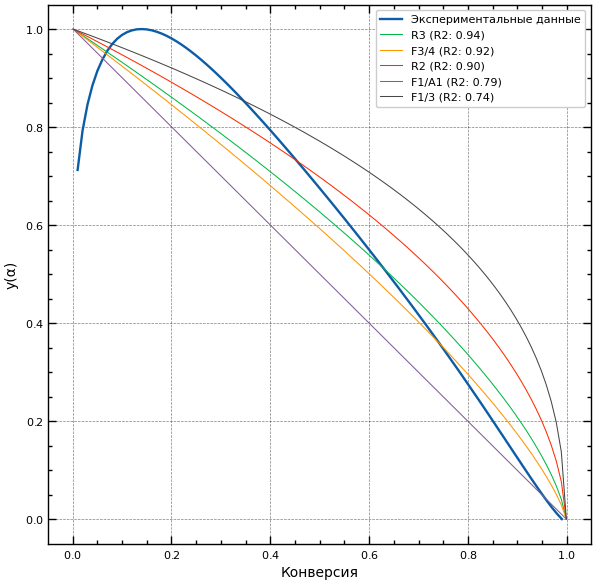 Экспериментальные данные
R3 (R2: 0.94)
F3/4 (R2: 0.92)
R2 (R2: 0.90)
F1/A1 (R2: 0.79)
F1/3 (R2: 0.74)
y(α)
1.0
0.8
0.6
0.4
0.2
0.0
0.0 0.2 0.4 0.6 0.8 1.0
Конверсия